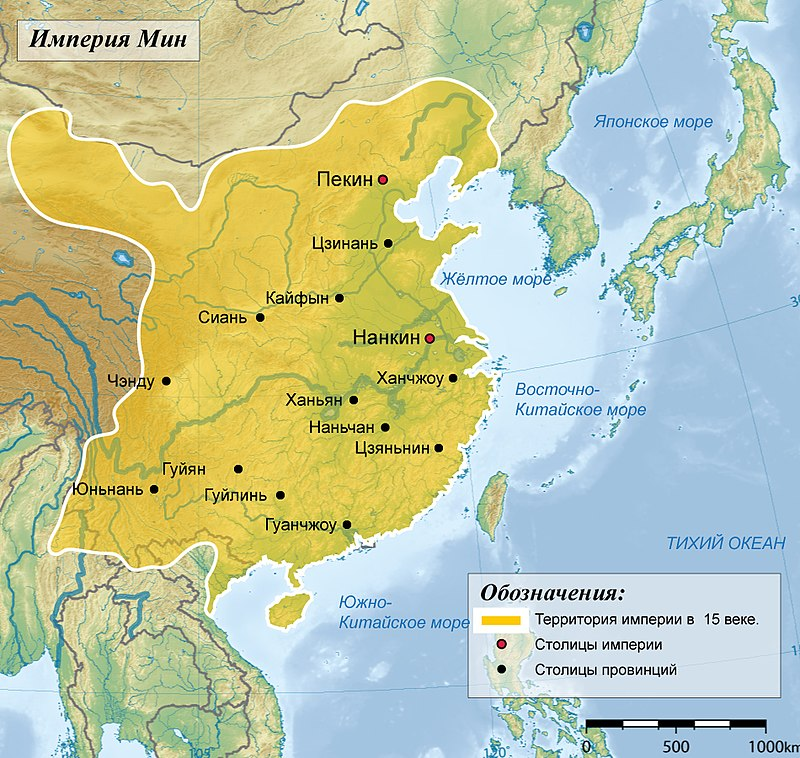 Империя Мин
Японское море
Пекин
Цзинань
Жёлтое море
Кайфын
Сиань
Нанкин
Чэнду
Ханчжоу
Восточно-
Китайское море
Ханьян
Наньчан
Цзяньнин
Гуйян
Юньнань
Гуйлинь
Гуанчжоу
ТИХИЙ ОКЕАН
Южно-
Китайское море
Обозначения:
Территория империи в 15 веке.
Столицы империи
Столицы провинций
0 500 1000km
105
120